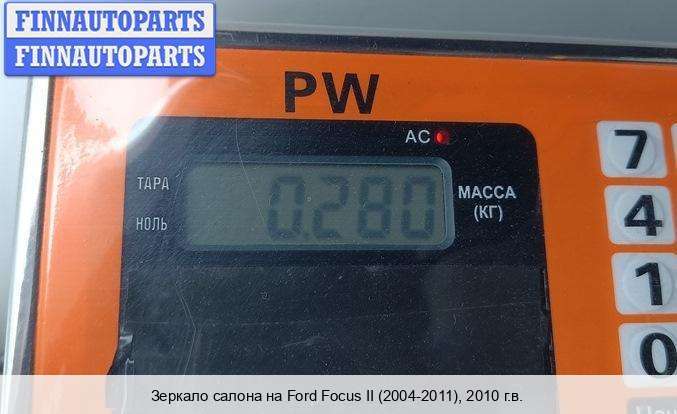 FINNAUTOPARTS
FINNAUTOPARTS
PW
AC
7
ТАРА
0.280
МАССА
(КГ)
НОЛЬ
4
1
0
Зеркало салона на Ford Focus II (2004-2011), 2010 г.в.